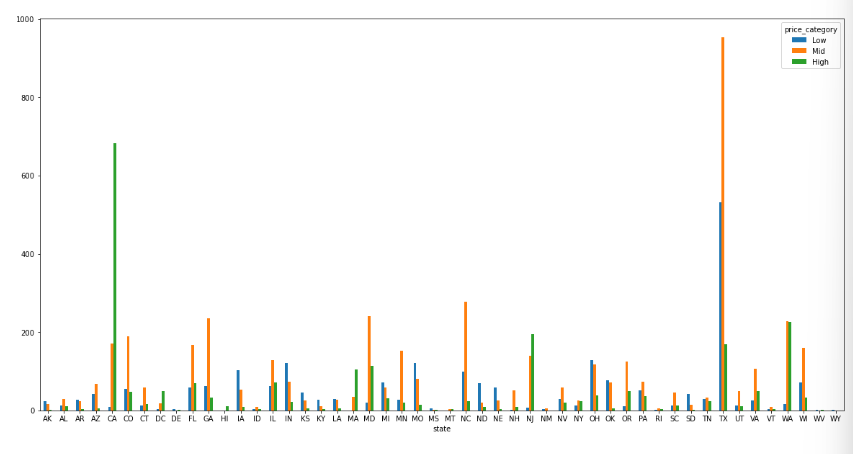 1000
800
600
400
200
0
price_category
Low
Mid
High
AK AL AR AZ CA CO CT DC DE FL GA HI IA ID IL IN KS KY LA MA MD MI MN MO MS MT NC ND NE NH NJ NM NV NY OH OK OR PA RI SC SD TN TX UT VA VT WA WI WV WY
state